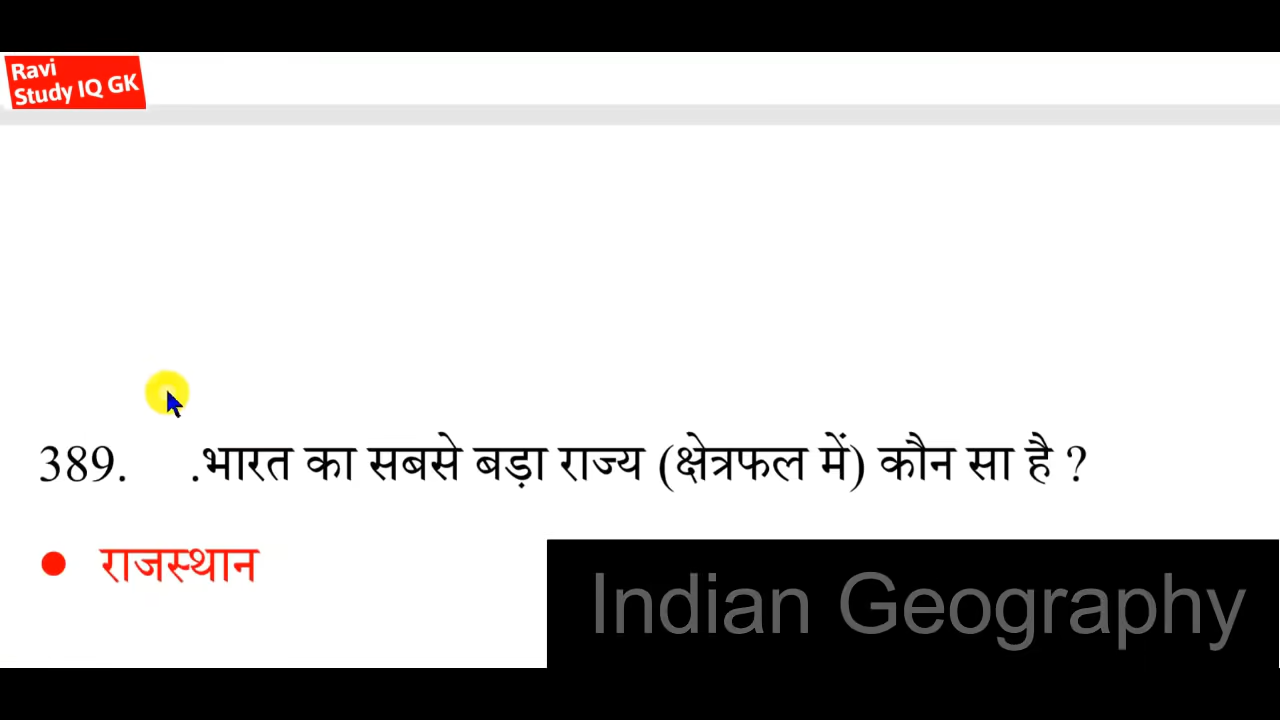 Ravi
Study IQ GK
389. .भारत का सबसे बड़ा राज्य (क्षेत्रफल में) कौन सा है ?
● राजस्थान
Indian Geography